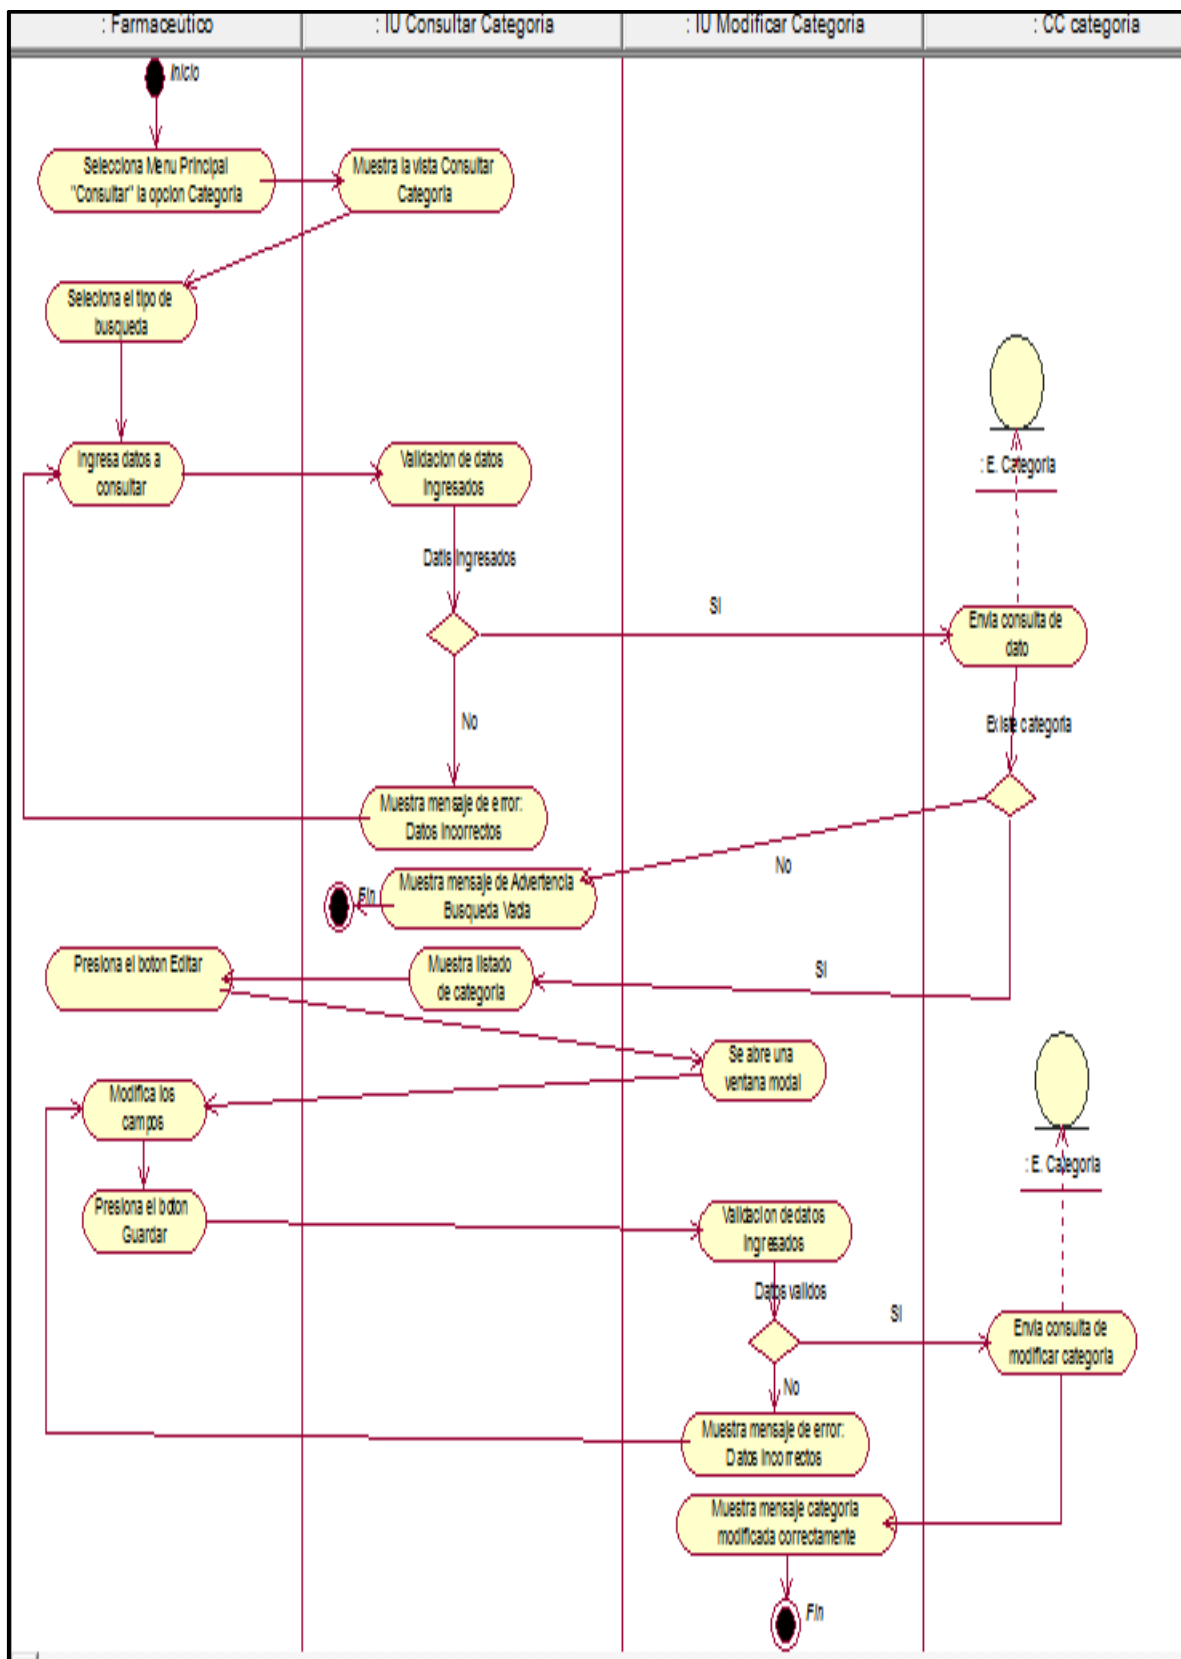 : Farmaceútico
: IU Consultar Categoria
: IU Modificar Categoria
: CC categoria
Inicio
Selecciona Menu Principal
"Consultar" la opcion Categoria
Muestra la vista Consultar
Categoria
Seleciona el tipo de
busqueda
Ingresa datos a
consultar
Validacion de datos
Ingresados
: E. Categoria
Datis Ingresados
SI
Envia consulta de
dato
No
Existe categoria
Muestra mensaje de error:
Datos Incorrectos
No
Muestra mensaje de Advertencia
Busqueda Vacia
Fin
Presiona el boton Editar
Muestra listado
de categoria
SI
Se abre una
ventana modal
Modifica los
campos
: E. Categoria
Presiona el boton
Guardar
Validacion de datos
Ingresados
Datos validos
SI
Envia consulta de
modificar categoria
No
Muestra mensaje de error:
Datos Incorrectos
Muestra mensaje categoria
modificada correctamente
Fin